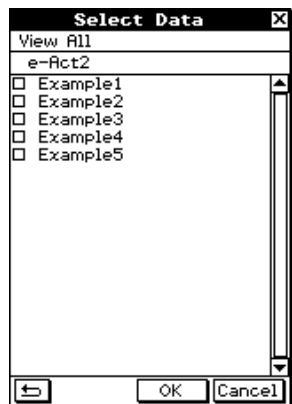 Select Data X
View All
e-Act2
Example1
Example2
Example3
Example4
Example5
OK Cancel